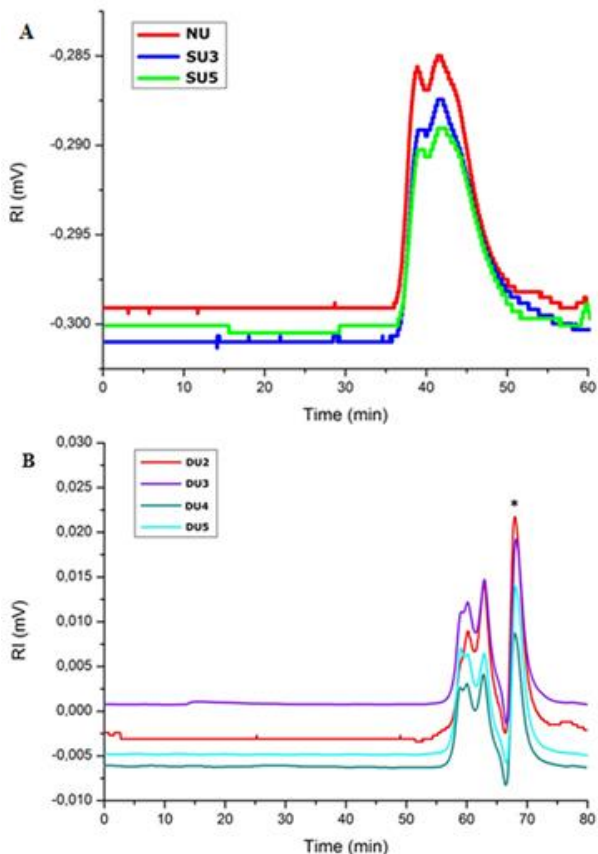 A
NU
SU3
SU5
-0,285
-0,290
-0,295
-0,300
RI (mV)
0 10 20 30 40 50 60
Time (min)
B
DU2
DU3
DU4
DU5
*
0,030
0,025
0,020
0,015
0,010
0,005
0,000
-0,005
-0,010
RI (mV)
0 10 20 30 40 50 60 70 80
Time (min)